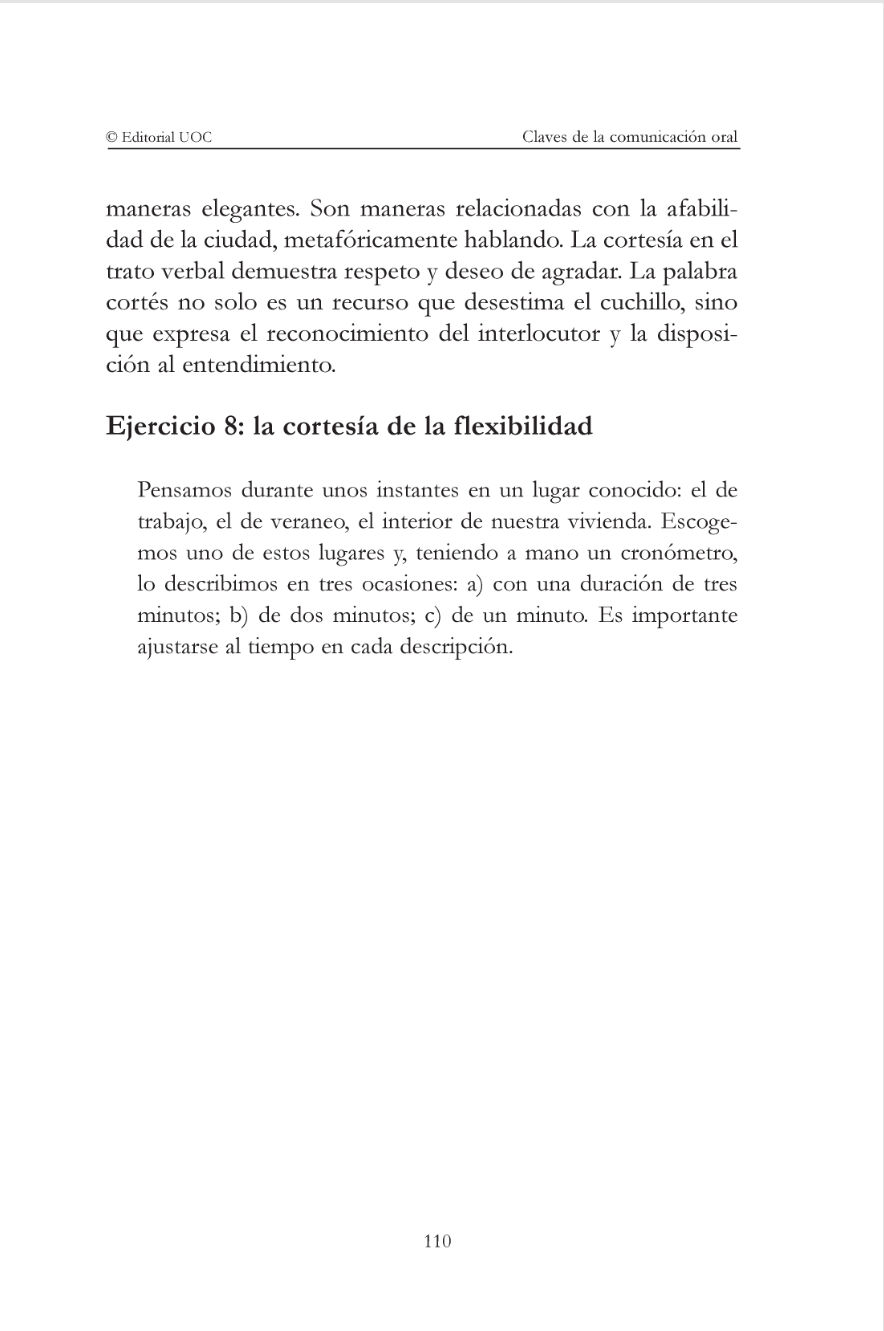 © Editorial UOC
Claves de la comunicación oral
maneras elegantes. Son maneras relacionadas con la afabili-
dad de la ciudad, metafóricamente hablando. La cortesía en el
trato verbal demuestra respeto y deseo de agradar. La palabra
cortés no solo es un recurso que desestima el cuchillo, sino
que expresa el reconocimiento del interlocutor y la disposi-
ción al entendimiento.
Ejercicio 8: la cortesía de la flexibilidad
Pensamos durante unos instantes en un lugar conocido: el de
trabajo, el de veraneo, el interior de nuestra vivienda. Escoge-
mos uno de estos lugares y, teniendo a mano un cronómetro,
lo describimos en tres ocasiones: a) con una duración de tres
minutos; b) de dos minutos; c) de un minuto. Es importante
ajustarse al tiempo en cada descripción.
110